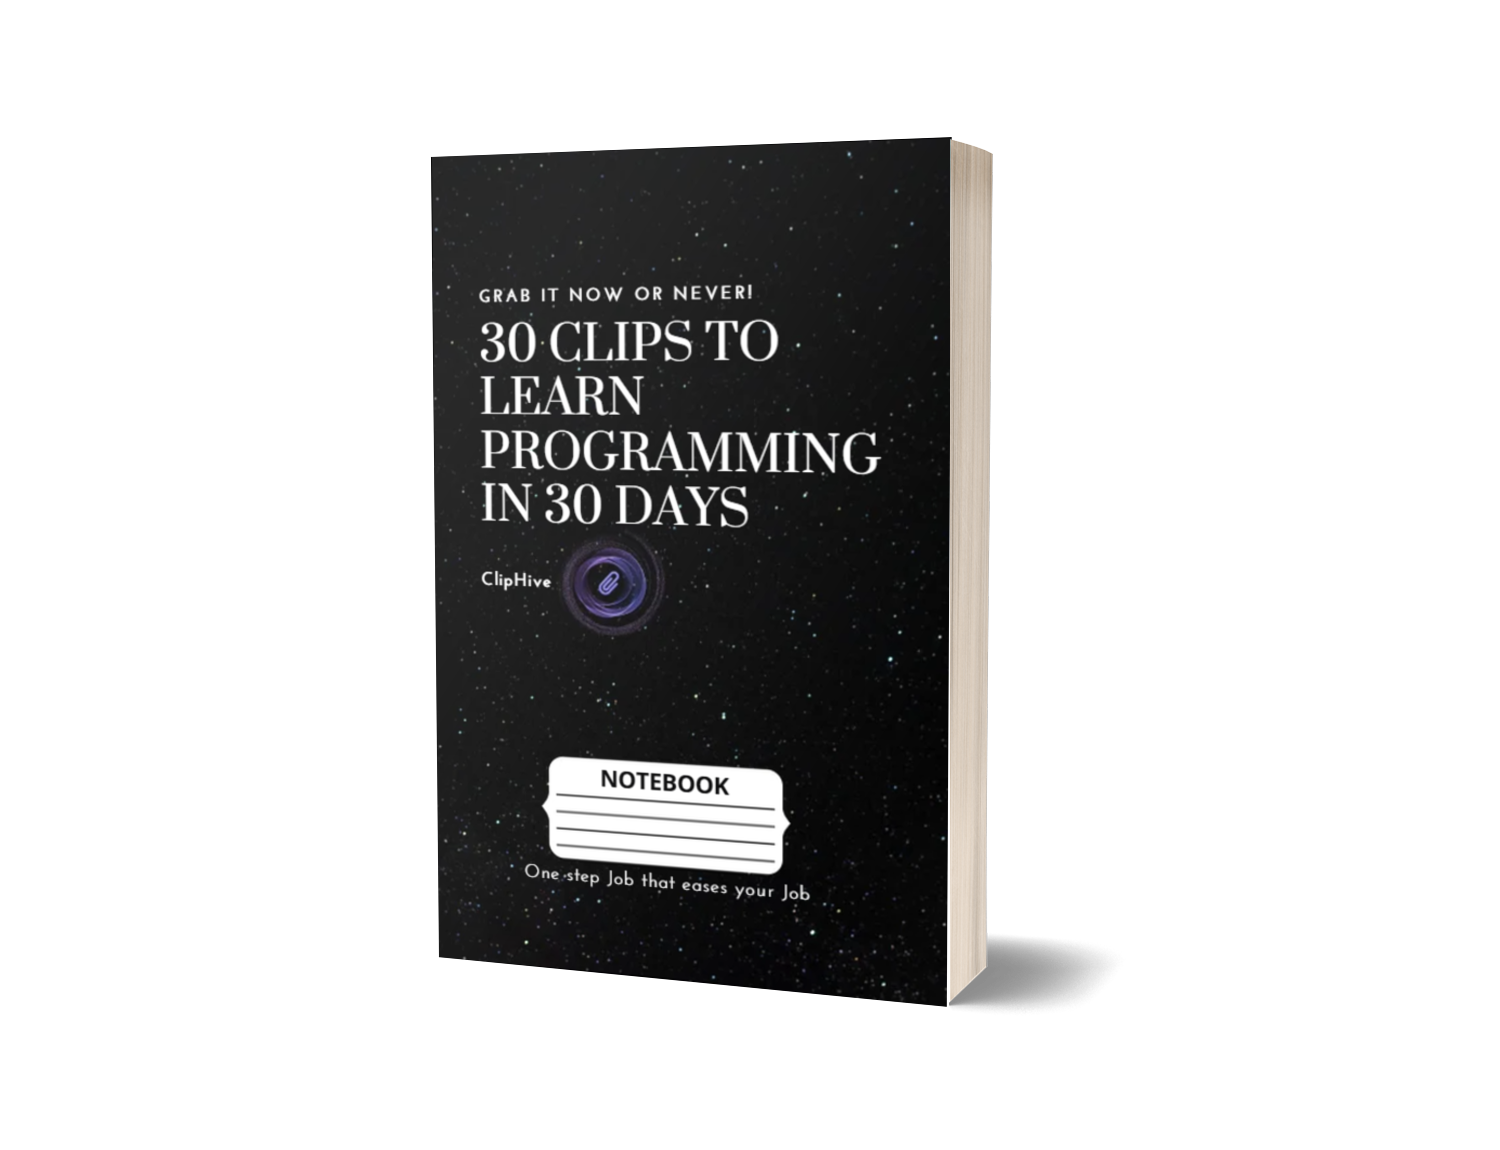 GRAB IT NOW OR NEVER!
30 CLIPS TO
LEARN
PROGRAMMING
IN 30 DAYS
ClipHive
NOTEBOOK
One step Job that eases your Job